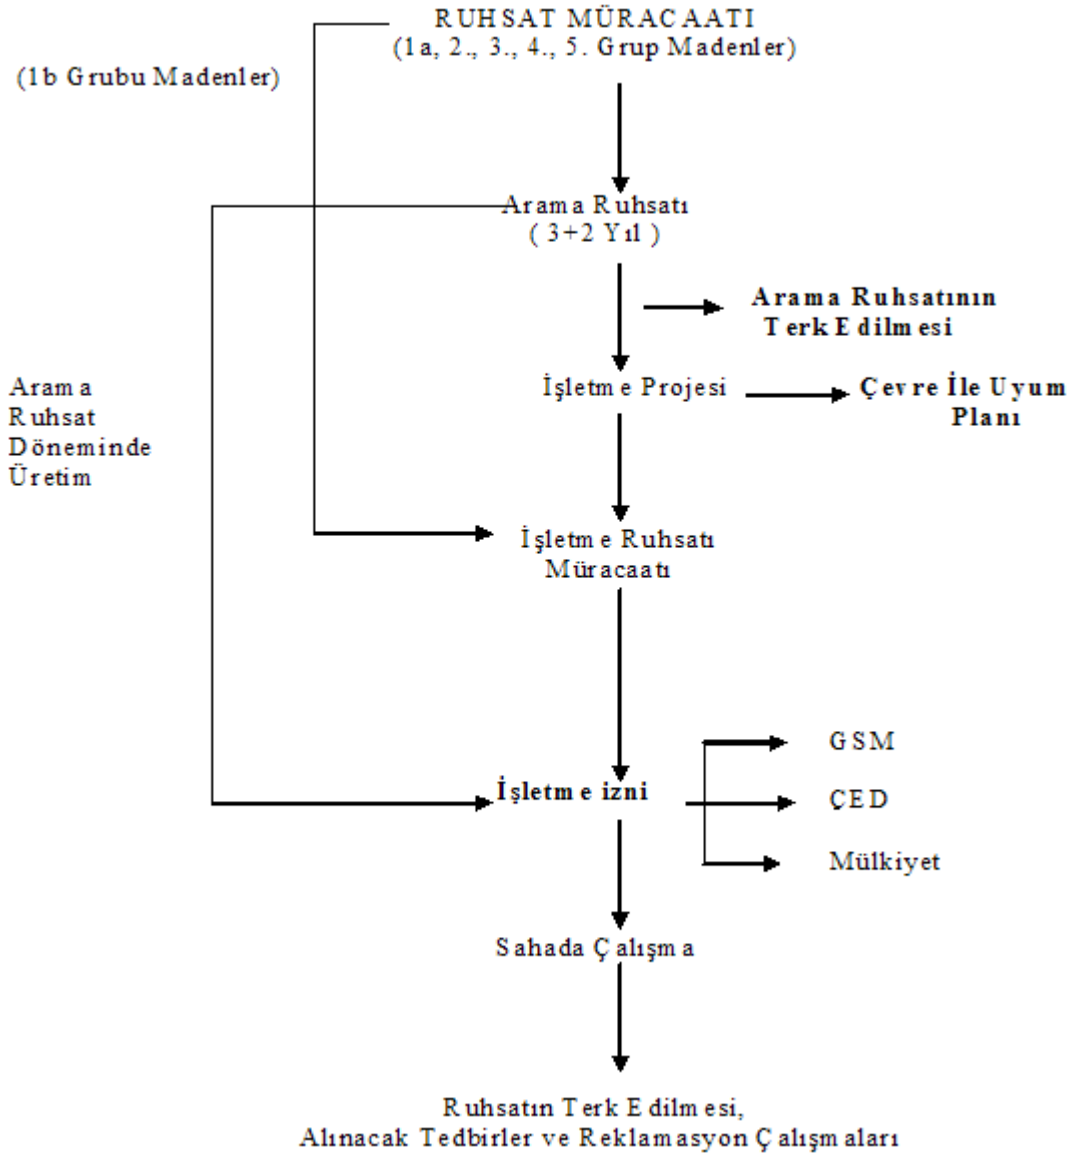 RUHSAT MÜRACAATI
(1a, 2., 3., 4., 5. Grup Madenler)
(1b Grubu Madenler)
Arama Ruhsatı
( 3+2 Yıl )
Arama Ruhsatının
Terk Edilmesi
İşletme Projesi
Çevre İle Uyum
Planı
Arama
Ruhsat
Döneminde
Üretim
İşletme Ruhsatı
Müracaatı
GSM
İşletme izni
ÇED
Mülkiyet
Sahada Çalışma
Ruhsatın Terk Edilmesi,
Alınacak Tedbirler ve Reklamasyon Çalışmaları